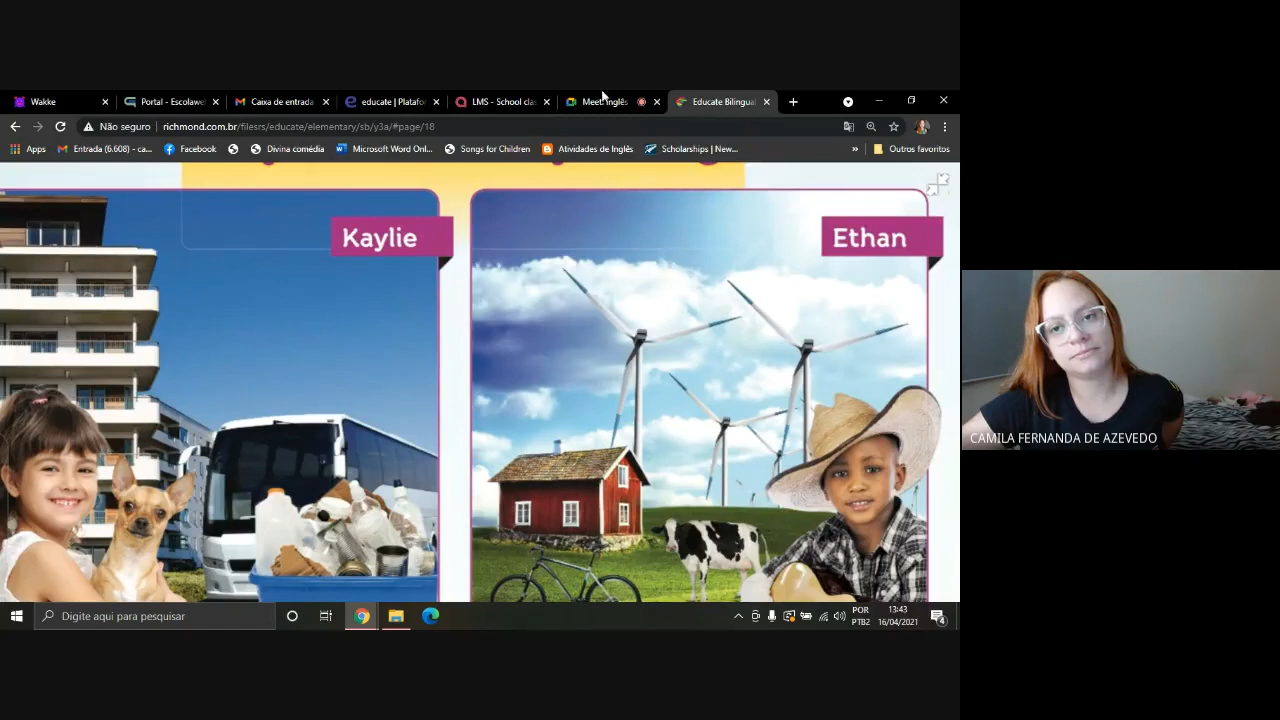 Wakke
Portal - Escolawe
Caixa de entrada
educate | Platafor
LMS - School clas
Meet: Inglês
Educate Bilingual
Não seguro
richmond.com.br/filesrs/educate/elementary/sb/y3a/#page/18
Apps
Entrada (6.608) - ca...
Facebook
Divina comédia
Microsoft Word Onl...
Songs for Children
Atividades de Inglês
Scholarships | New...
»
Outros favoritos
Kaylie
Ethan
CAMILA FERNANDA DE AZEVEDO
Digite aqui para pesquisar
POR
PTB2
13:43
16/04/2021
4